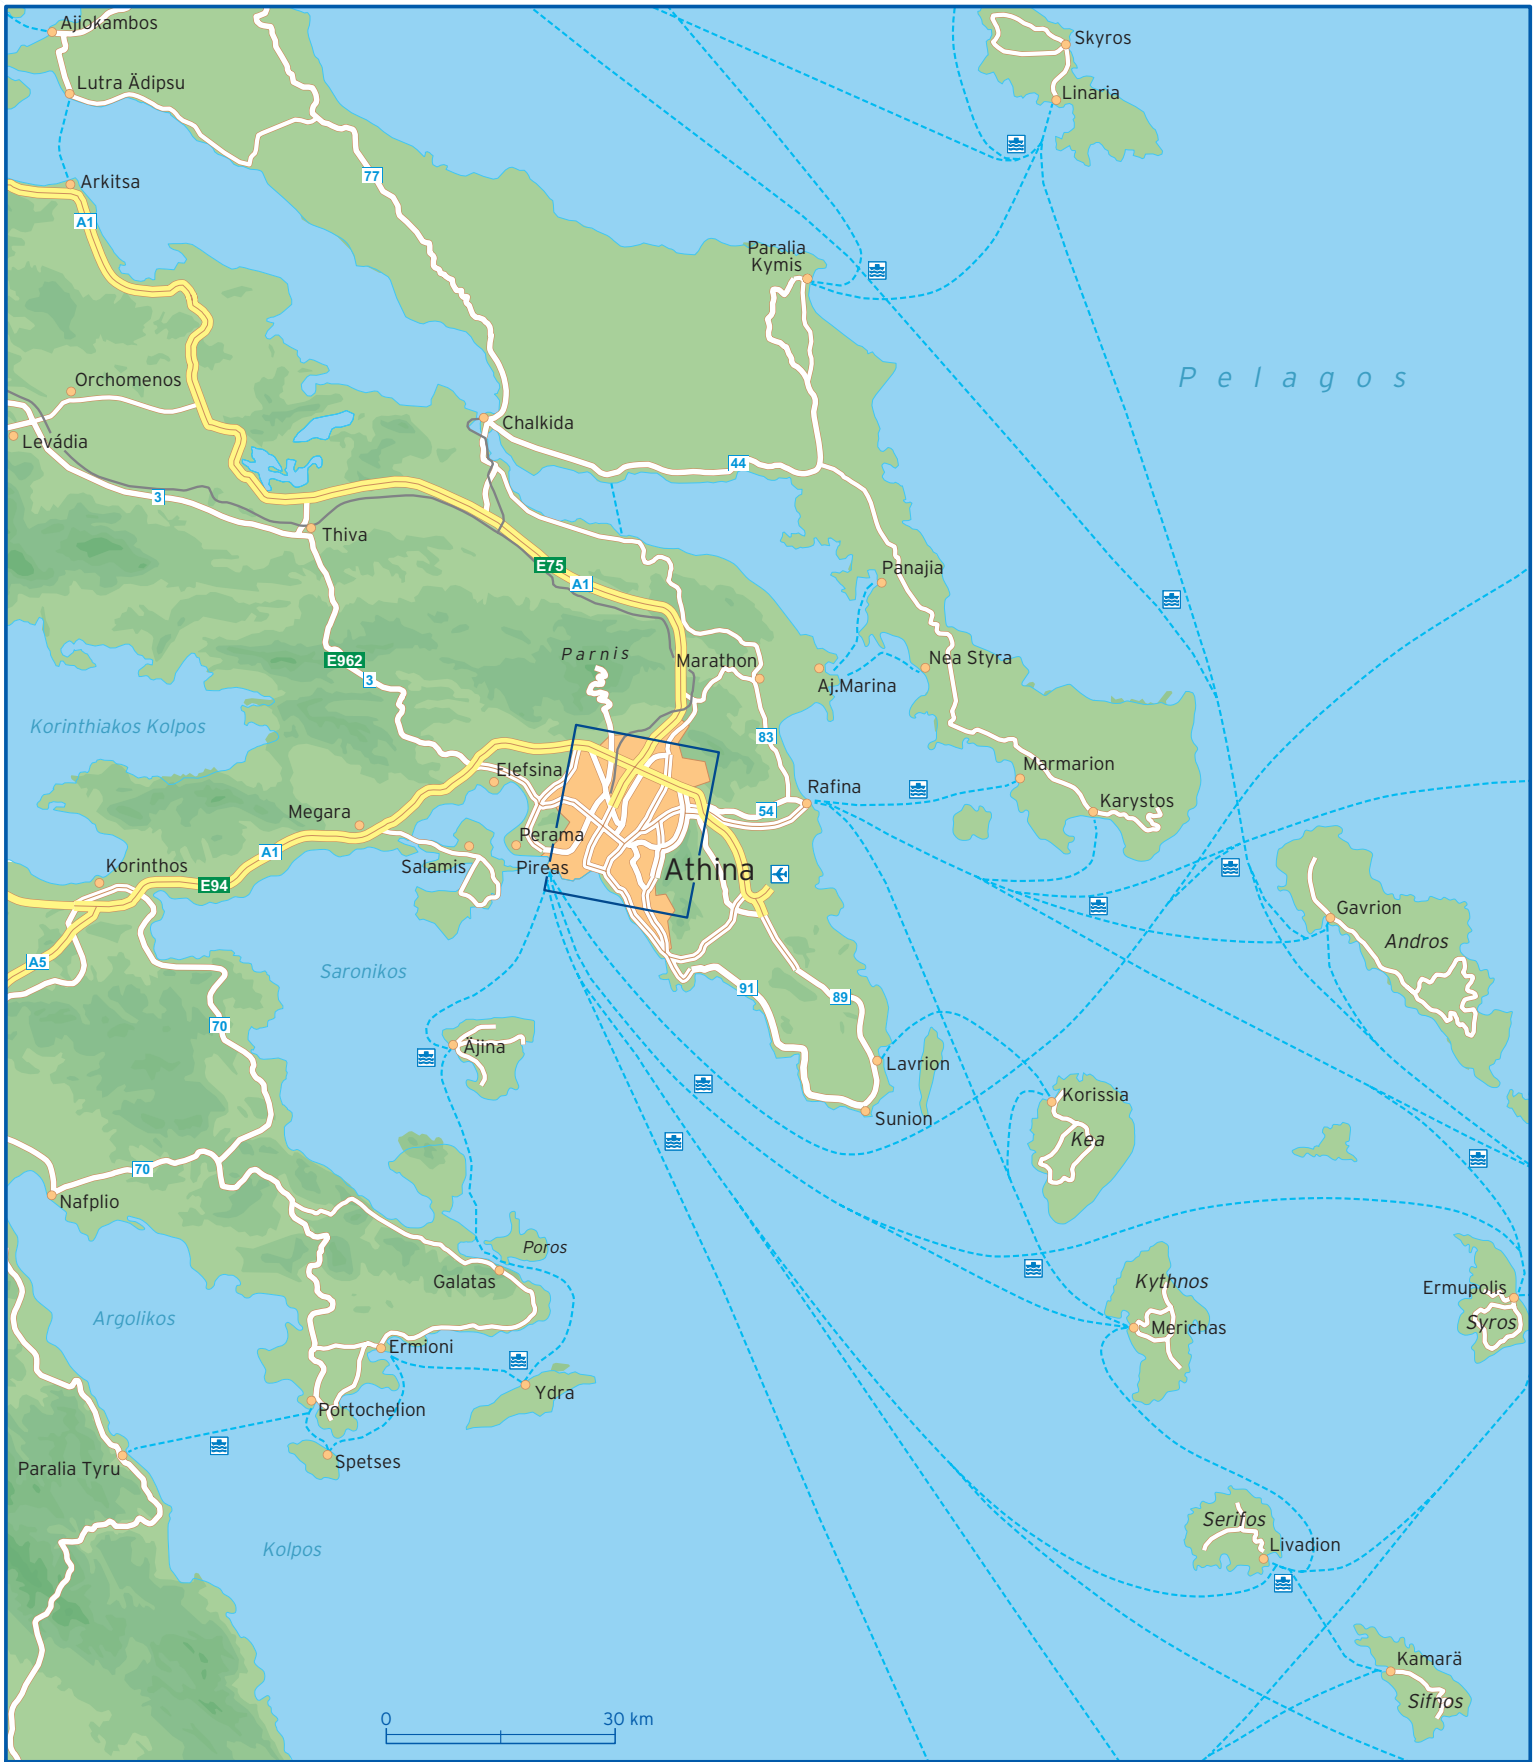 Ajiokambos
Skyros
Lutra Ädipsu
Linaria
77
Arkitsa
A1
Paralia
Kymis
Pelagos
Orchomenos
Chalkida
Levádia
44
3
Thiva
E75
A1
Panajia
Parnis
E962
Marathon
Nea Styra
3
Aj.Marina
Korinthiakos Kolpos
83
Elefsina
Marmarion
Rafina
Karystos
Megara
54
Perama
A1
Korinthos
Salamis
Pireas
Athina
E94
Gavrion
Andros
A5
Saronikos
91
89
70
Äjina
Lavrion
Korissia
Sunion
Kea
70
Nafplio
Poros
Galatas
Kythnos
Ermupolis
Argolikos
Merichas
Syros
Ermioni
Ydra
Portochelion
Paralia Tyru
Spetses
Serifos
Livadion
Kolpos
Kamarä
Sifnos
0 30 km